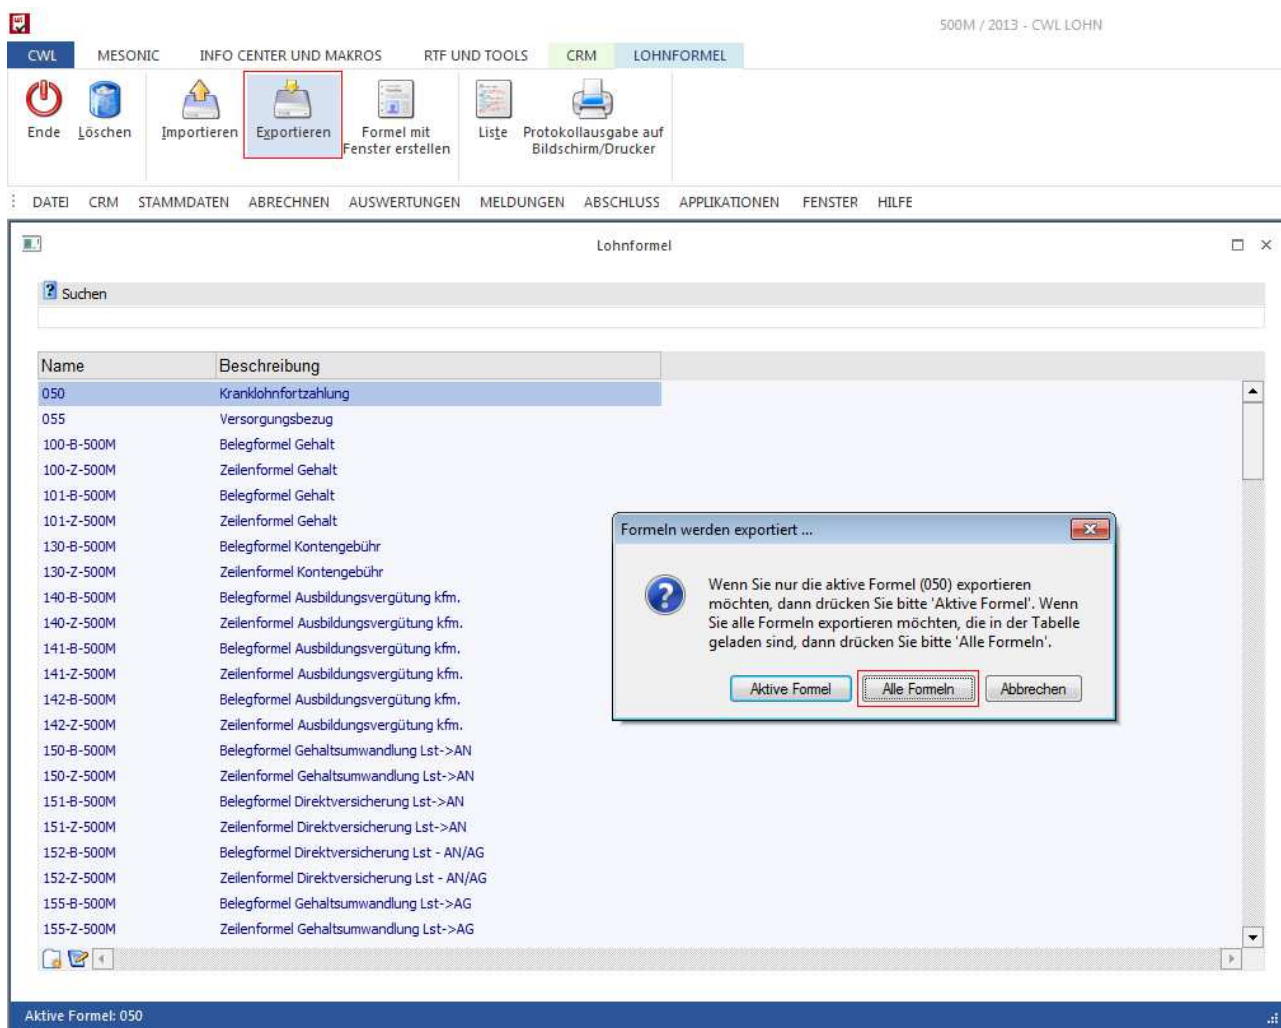 500M / 2013 - CWL LOHN
CWL MESONIC INFO CENTER UND MAKROS RTF UND TOOLS CRM LOHNFORMEL
Ende Löschen Importieren Exportieren Formel mit Fenster erstellen Liste Protokollausgabe auf Bildschirm/Drucker
DATEI CRM STAMMDATEN ABRECHNEN AUSWERTUNGEN MELDUNGEN ABSCHLUSS APPLIKATIONEN FENSTER HILFE
Lohnformel
Suchen
Name Beschreibung
050 Kranklohnfortzahlung
055 Versorgungsbezug
100-B-500M Belegformel Gehalt
100-Z-500M Zeilenformel Gehalt
101-B-500M Belegformel Gehalt
101-Z-500M Zeilenformel Gehalt
130-B-500M Belegformel Kontengebühr
130-Z-500M Zeilenformel Kontengebühr
140-B-500M Belegformel Ausbildungsvergütung kfm.
140-Z-500M Zeilenformel Ausbildungsvergütung kfm.
141-B-500M Belegformel Ausbildungsvergütung kfm.
141-Z-500M Zeilenformel Ausbildungsvergütung kfm.
142-B-500M Belegformel Ausbildungsvergütung kfm.
142-Z-500M Zeilenformel Ausbildungsvergütung kfm.
150-B-500M Belegformel Gehaltsumwandlung Lst->AN
150-Z-500M Zeilenformel Gehaltsumwandlung Lst->AN
151-B-500M Belegformel Direktversicherung Lst->AN
151-Z-500M Zeilenformel Direktversicherung Lst->AN
152-B-500M Belegformel Direktversicherung Lst - AN/AG
152-Z-500M Zeilenformel Direktversicherung Lst - AN/AG
155-B-500M Belegformel Gehaltsumwandlung Lst->AG
155-Z-500M Zeilenformel Gehaltsumwandlung Lst->AG
Formeln werden exportiert ...
Wenn Sie nur die aktive Formel (050) exportieren
möchten, dann drücken Sie bitte 'Aktive Formel'. Wenn
Sie alle Formeln exportieren möchten, die in der Tabelle
geladen sind, dann drücken Sie bitte 'Alle Formeln'.
Aktive Formel Alle Formeln Abbrechen
Aktive Formel: 050